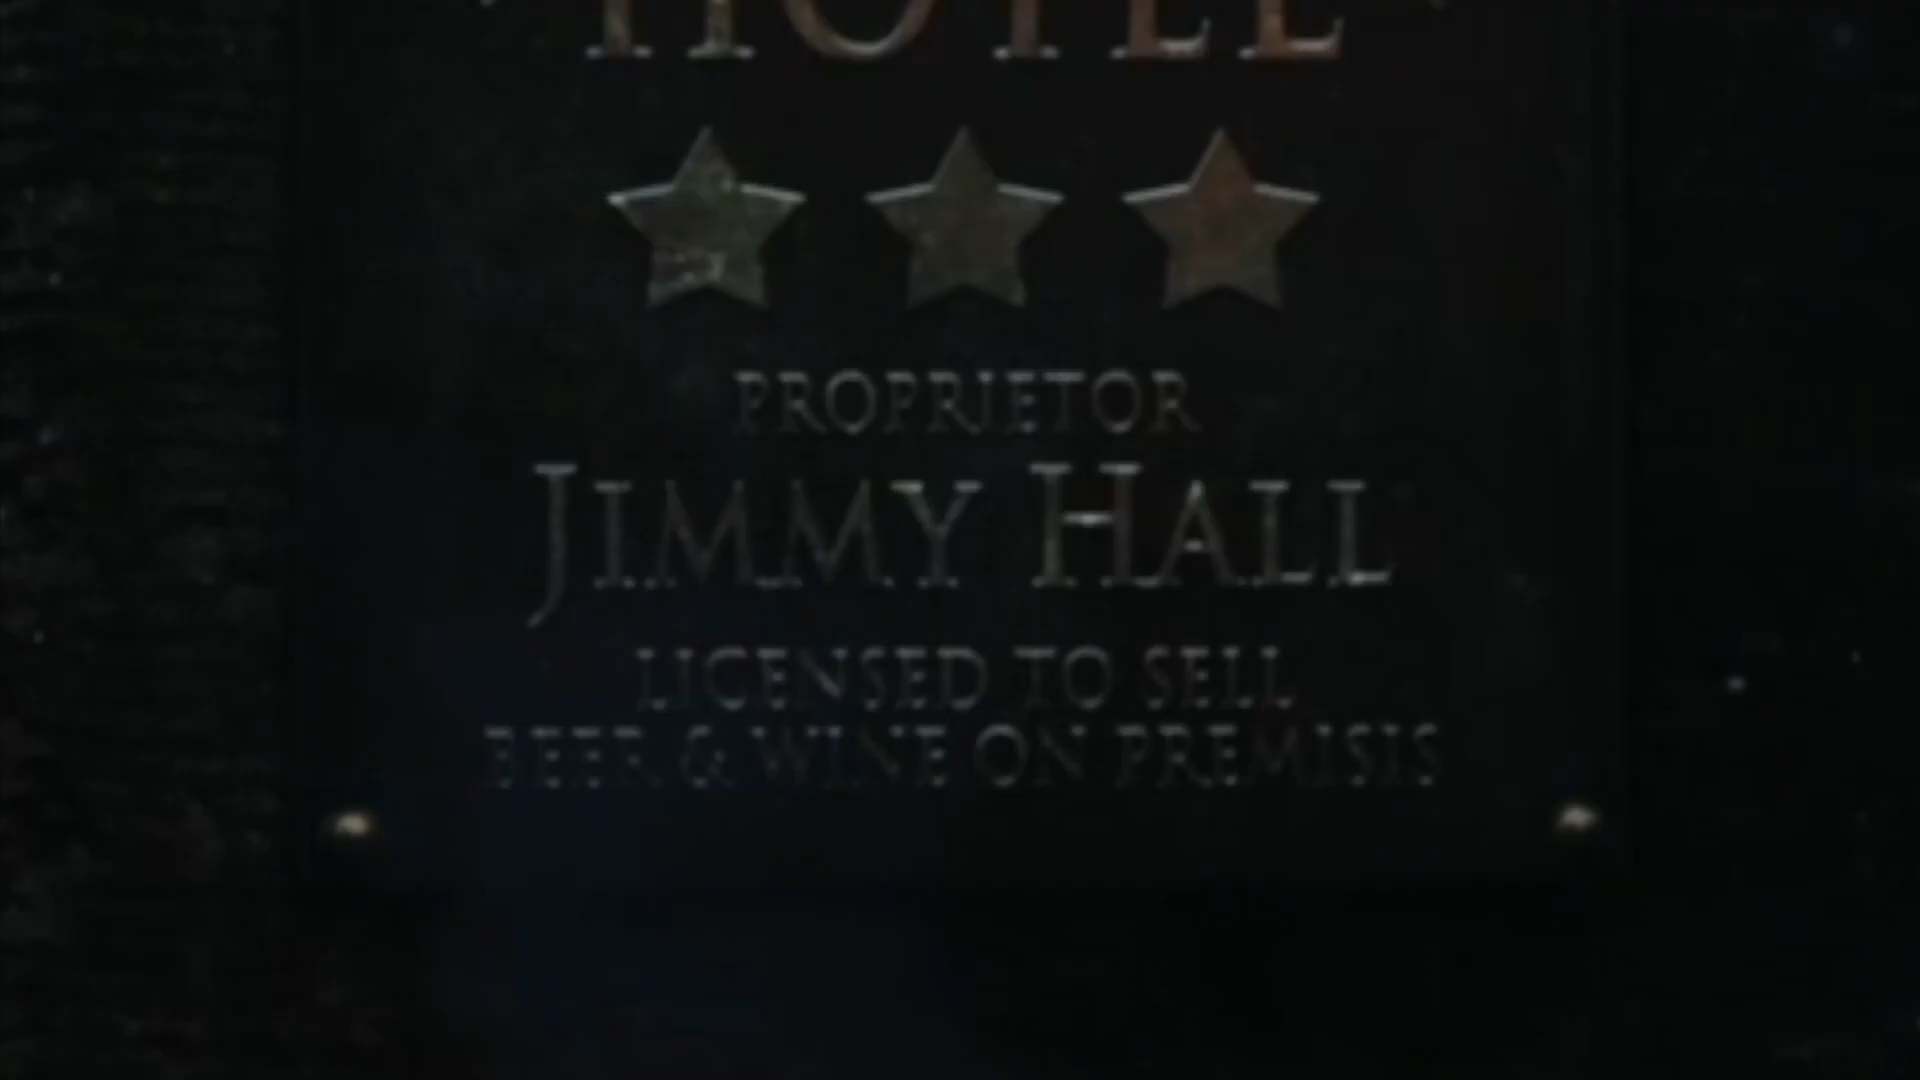 HOTEL
PROPRIETOR
JIMMY HALL
LICENSED TO SELL
BEER & WINE ON PREMISIS